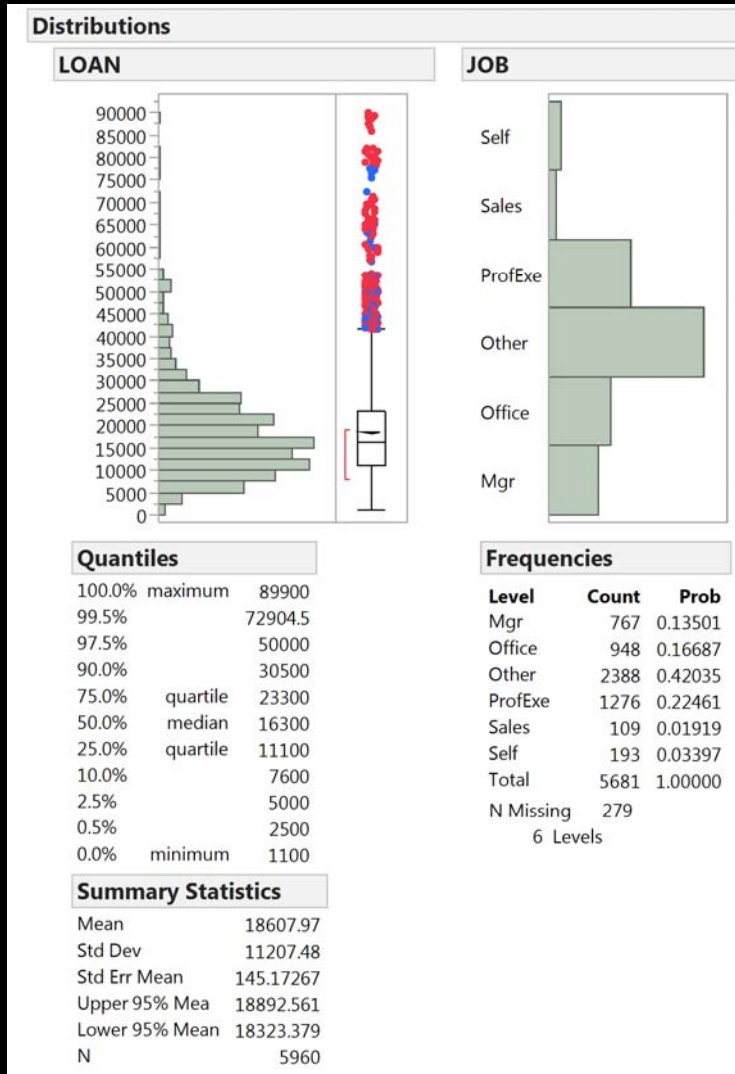 Distributions
LOAN
90000
85000
80000
75000
70000
65000
60000
55000
50000
45000
40000
35000
30000
25000
20000
15000
10000
5000
0
Quantiles
100.0% maximum 89900
99.5% 72904.5
97.5% 50000
90.0% 30500
75.0% quartile 23300
50.0% median 16300
25.0% quartile 11100
10.0% 7600
2.5% 5000
0.5% 2500
0.0% minimum 1100
Summary Statistics
Mean 18607.97
Std Dev 11207.48
Std Err Mean 145.17267
Upper 95% Mea 18892.561
Lower 95% Mean 18323.379
N 5960
JOB
Self
Sales
ProfExe
Other
Office
Mgr
Frequencies
Level Count Prob
Mgr 767 0.13501
Office 948 0.16687
Other 2388 0.42035
ProfExe 1276 0.22461
Sales 109 0.01919
Self 193 0.03397
Total 5681 1.00000
N Missing 279
6 Levels